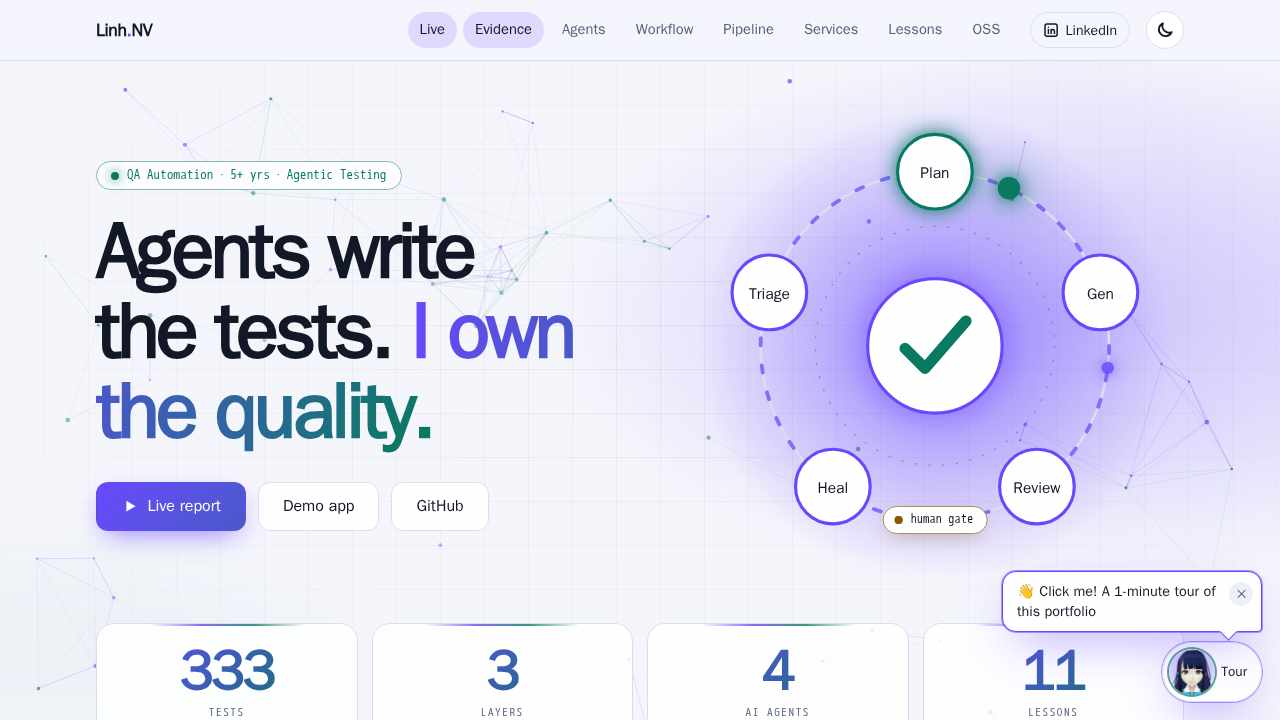 Linh.NV
Live
Evidence
Agents
Workflow
Pipeline
Services
Lessons
OSS
LinkedIn
QA Automation · 5+ yrs · Agentic Testing
Agents write
the tests. I own
the quality.
Live report
Demo app
GitHub
Plan
Triage
Gen
Heal
Review
human gate
👋 Click me! A 1-minute tour of
this portfolio
Tour
333
TESTS
3
LAYERS
4
AI AGENTS
11
LESSONS